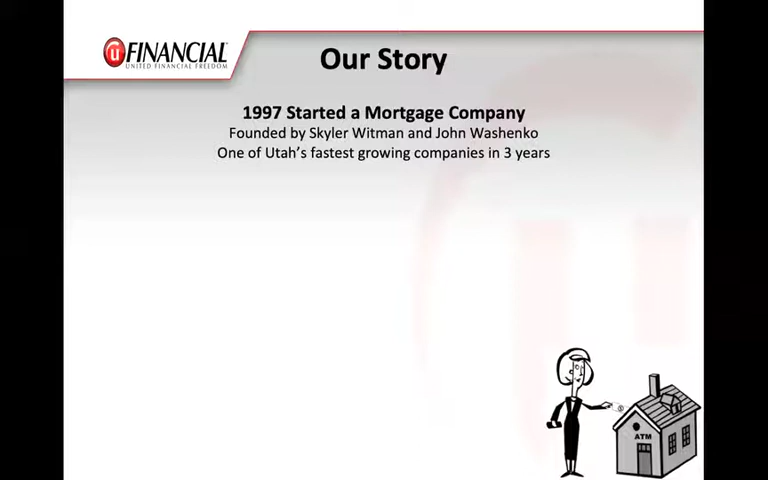 u FINANCIAL
UNITED FINANCIAL FREEDOM
Our Story
1997 Started a Mortgage Company
Founded by Skyler Witman and John Washenko
One of Utah's fastest growing companies in 3 years
ATM